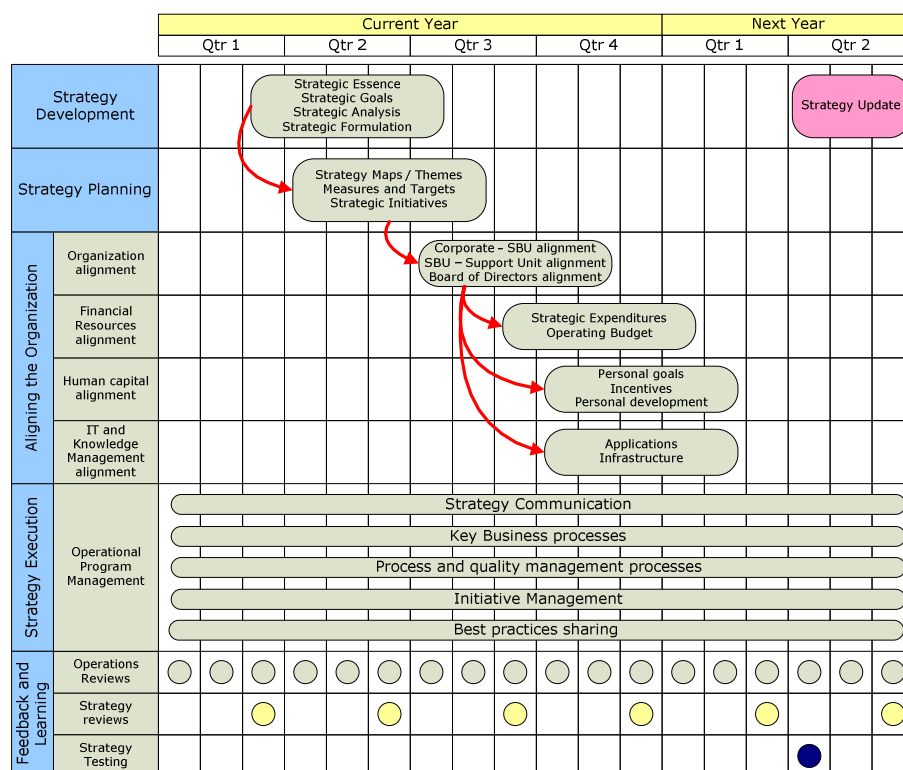 Current Year
Next Year
Qtr 1
Qtr 2
Qtr 3
Qtr 4
Qtr 1
Qtr 2
Strategy
Development
Strategic Essence
Strategic Goals
Strategic Analysis
Strategic Formulation
Strategy Update
Strategy Planning
Strategy Maps / Themes
Measures and Targets
Strategic Initiatives
Aligning the Organization
Organization
alignment
Corporate - SBU alignment
SBU – Support Unit alignment
Board of Directors alignment
Financial
Resources
alignment
Strategic Expenditures
Operating Budget
Human capital
alignment
Personal goals
Incentives
Personal development
IT and
Knowledge
Management
alignment
Applications
Infrastructure
Strategy Execution
Operational
Program
Management
Strategy Communication
Key Business processes
Process and quality management processes
Initiative Management
Best practices sharing
Feedback and
Learning
Operations
Reviews
Strategy
reviews
Strategy
Testing